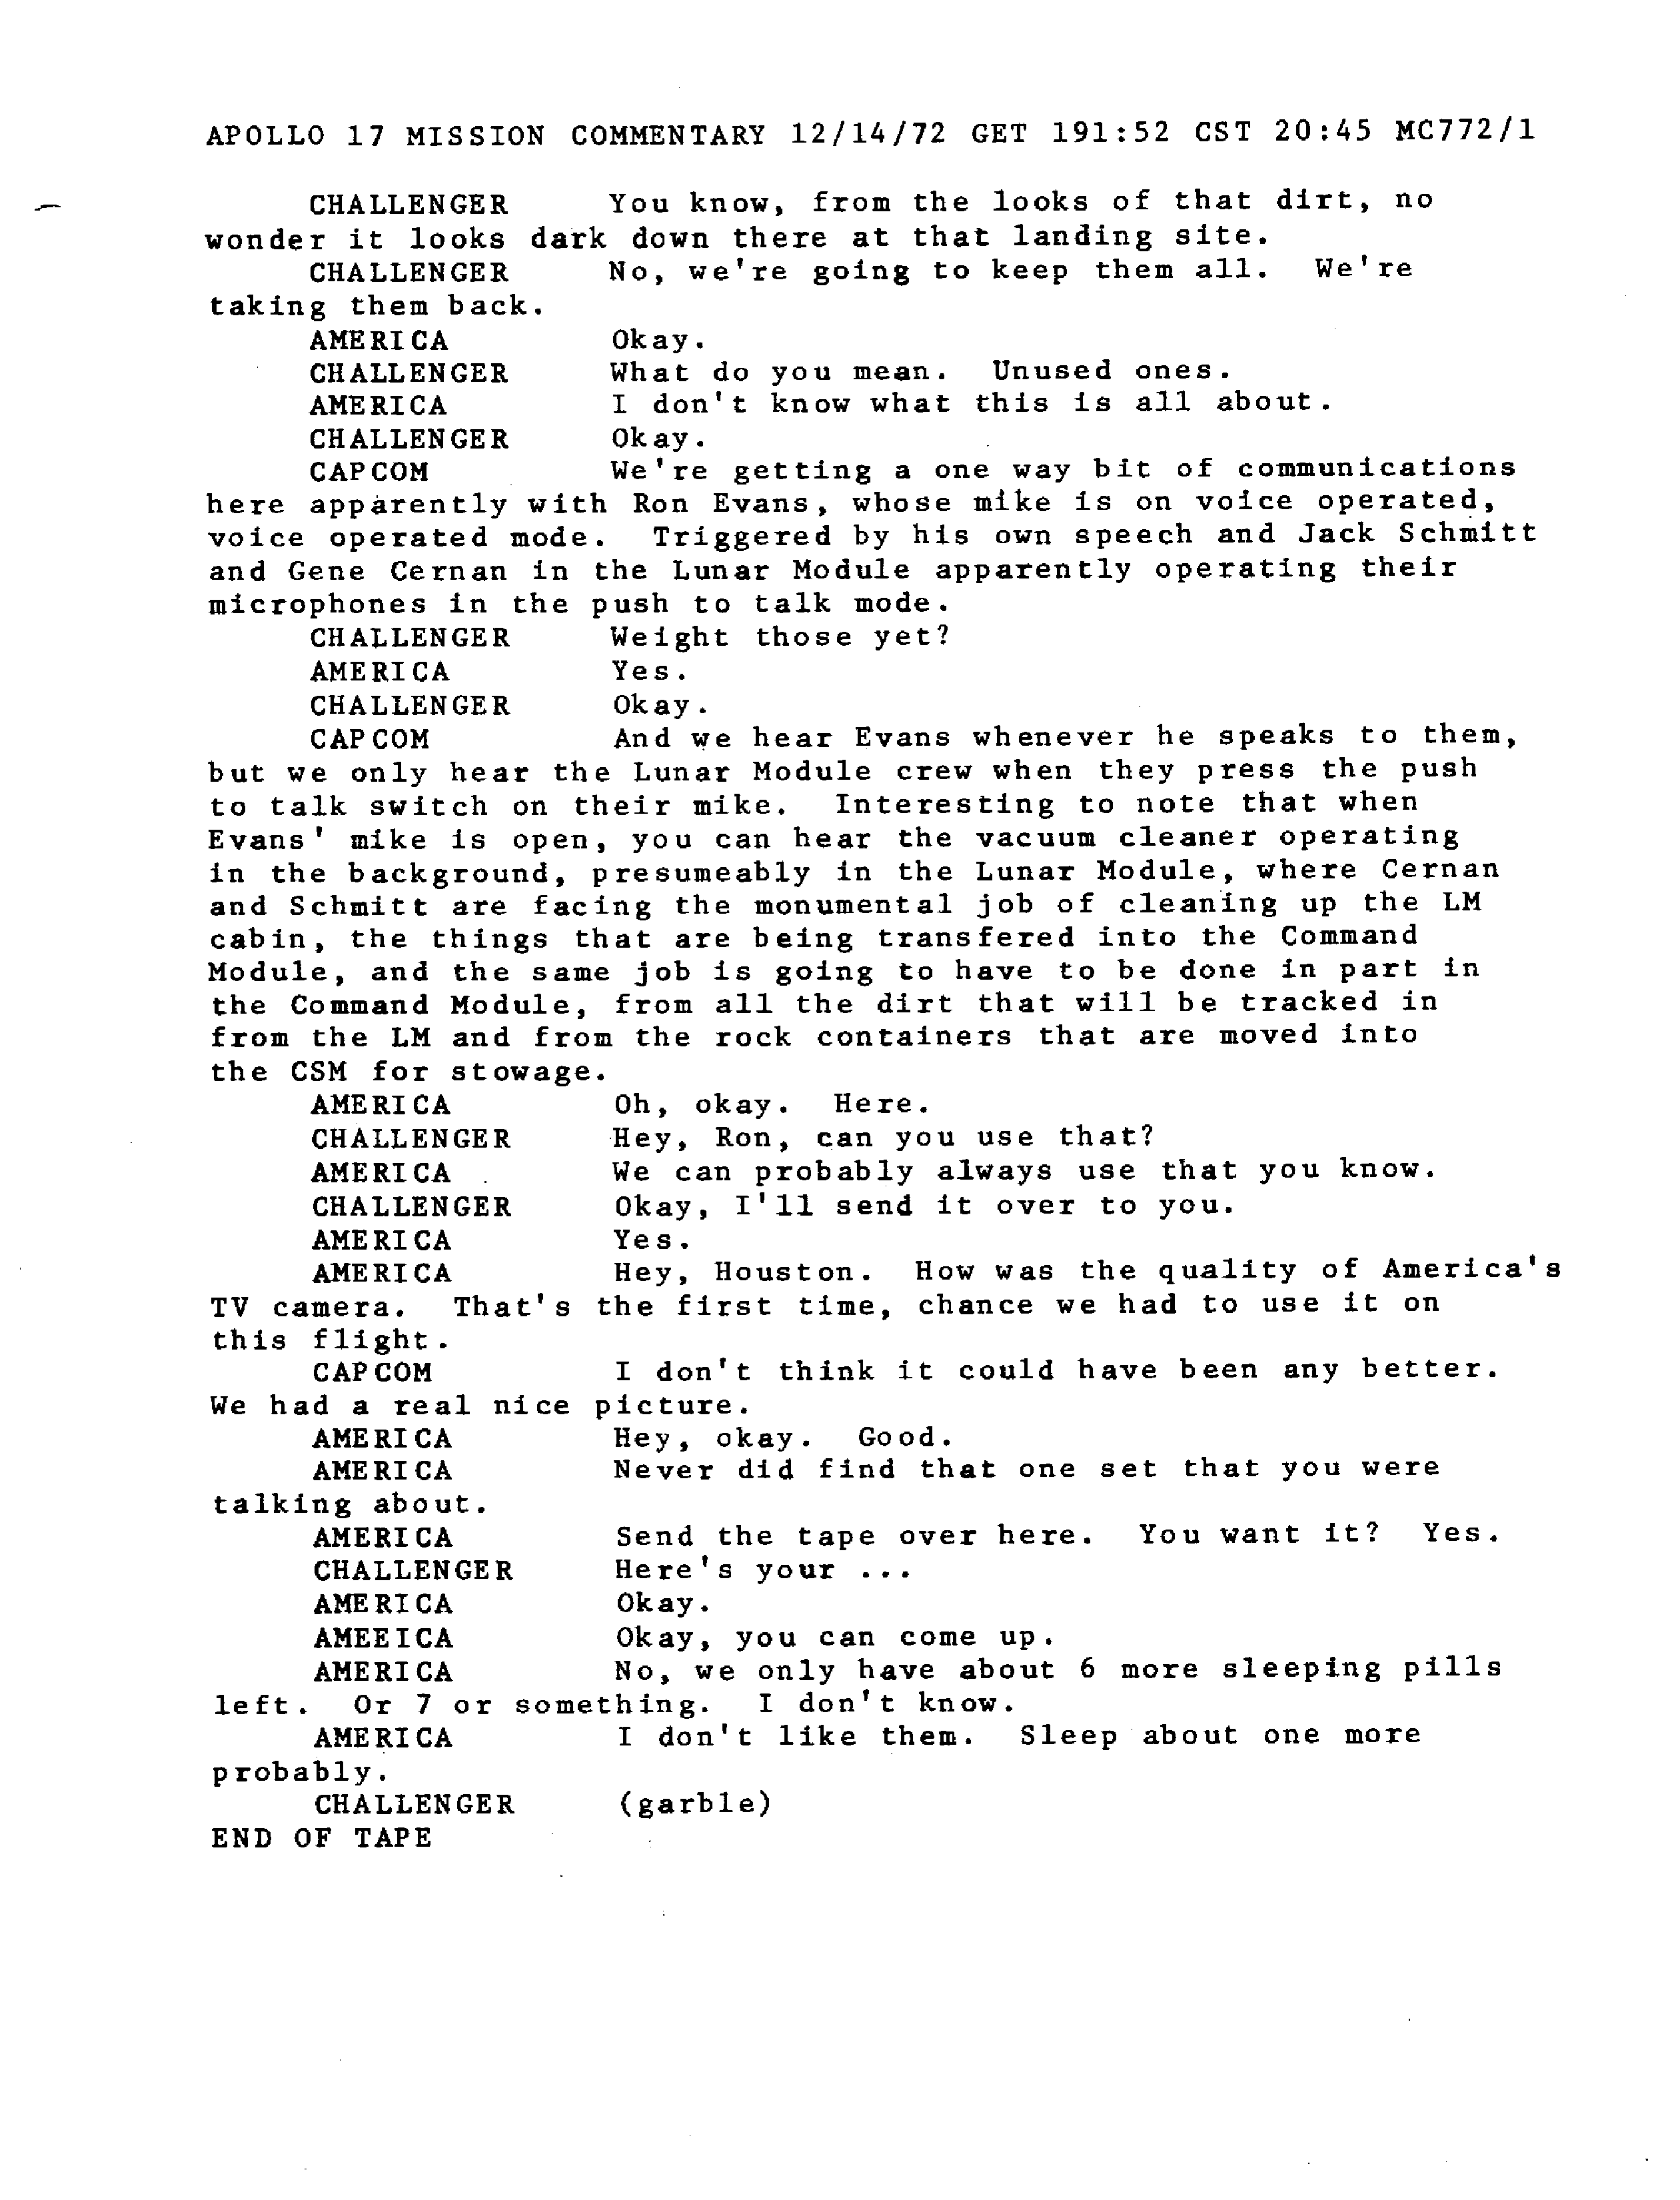 APOLLO 17 MISSION COMMENTARY 12/14/72 GET 191:52 CST 20:45 MC772/1
CHALLENGER You know, from the looks of that dirt, no
wonder it looks dark down there at that landing site.
CHALLENGER No, we're going to keep them all. We're
taking them back.
AMERICA Okay.
CHALLENGER What do you mean. Unused ones.
AMERICA I don't know what this is all about.
CHALLENGER Okay.
CAPCOM We're getting a one way bit of communications
here apparently with Ron Evans, whose mike is on voice operated,
voice operated mode. Triggered by his own speech and Jack Schmitt
and Gene Cernan in the Lunar Module apparently operating their
microphones in the push to talk mode.
CHALLENGER Weight those yet?
AMERICA Yes.
CHALLENGER Okay.
CAPCOM And we hear Evans whenever he speaks to them,
but we only hear the Lunar Module crew when they press the push
to talk switch on their mike. Interesting to note that when
Evans' mike is open, you can hear the vacuum cleaner operating
in the background, presumeably in the Lunar Module, where Cernan
and Schmitt are facing the monumental job of cleaning up the LM
cabin, the things that are being transfered into the Command
Module, and the same job is going to have to be done in part in
the Command Module, from all the dirt that will be tracked in
from the LM and from the rock containers that are moved into
the CSM for stowage.
AMERICA Oh, okay. Here.
CHALLENGER Hey, Ron, can you use that?
AMERICA We can probably always use that you know.
CHALLENGER Okay, I'll send it over to you.
AMERICA Yes.
AMERICA Hey, Houston. How was the quality of America's
TV camera. That's the first time, chance we had to use it on
this flight.
CAPCOM I don't think it could have been any better.
We had a real nice picture.
AMERICA Hey, okay. Good.
AMERICA Never did find that one set that you were
talking about.
AMERICA Send the tape over here. You want it? Yes.
CHALLENGER Here's your ...
AMERICA Okay.
AMEEICA Okay, you can come up.
AMERICA No, we only have about 6 more sleeping pills
left. Or 7 or something. I don't know.
AMERICA I don't like them. Sleep about one more
probably.
CHALLENGER (garble)
END OF TAPE